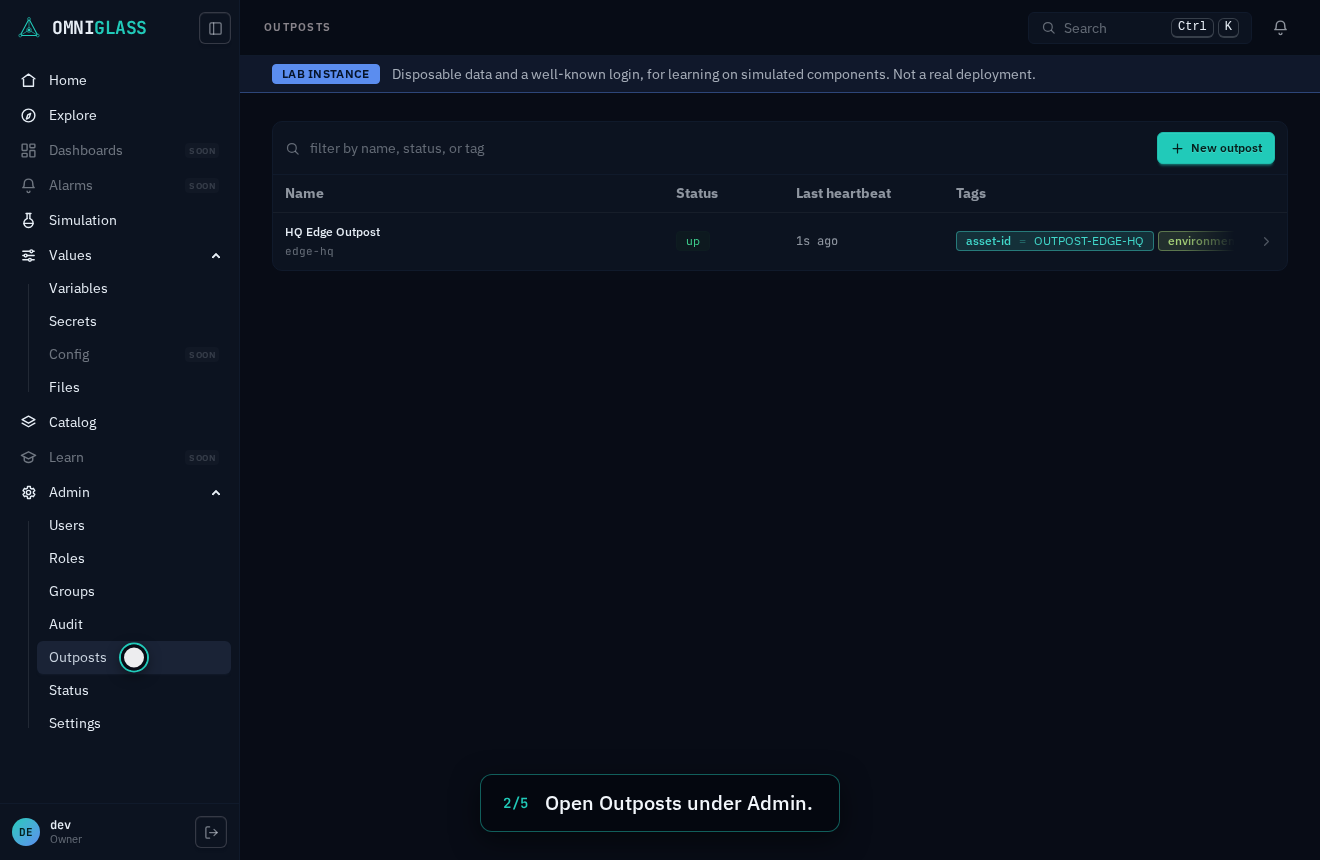 OMNIGLASS
OUTPOSTS
Search
Ctrl
K
LAB INSTANCE
Disposable data and a well-known login, for learning on simulated components. Not a real deployment.
Home
Explore
Dashboards
SOON
Alarms
SOON
Simulation
Values
Variables
Secrets
Config
SOON
Files
Catalog
Learn
SOON
Admin
Users
Roles
Groups
Audit
Outposts
Status
Settings
filter by name, status, or tag
New outpost
Name
Status
Last heartbeat
Tags
HQ Edge Outpost
edge-hq
up
1s ago
asset-id = OUTPOST-EDGE-HQ
2/5
Open Outposts under Admin.
DE
dev
Owner